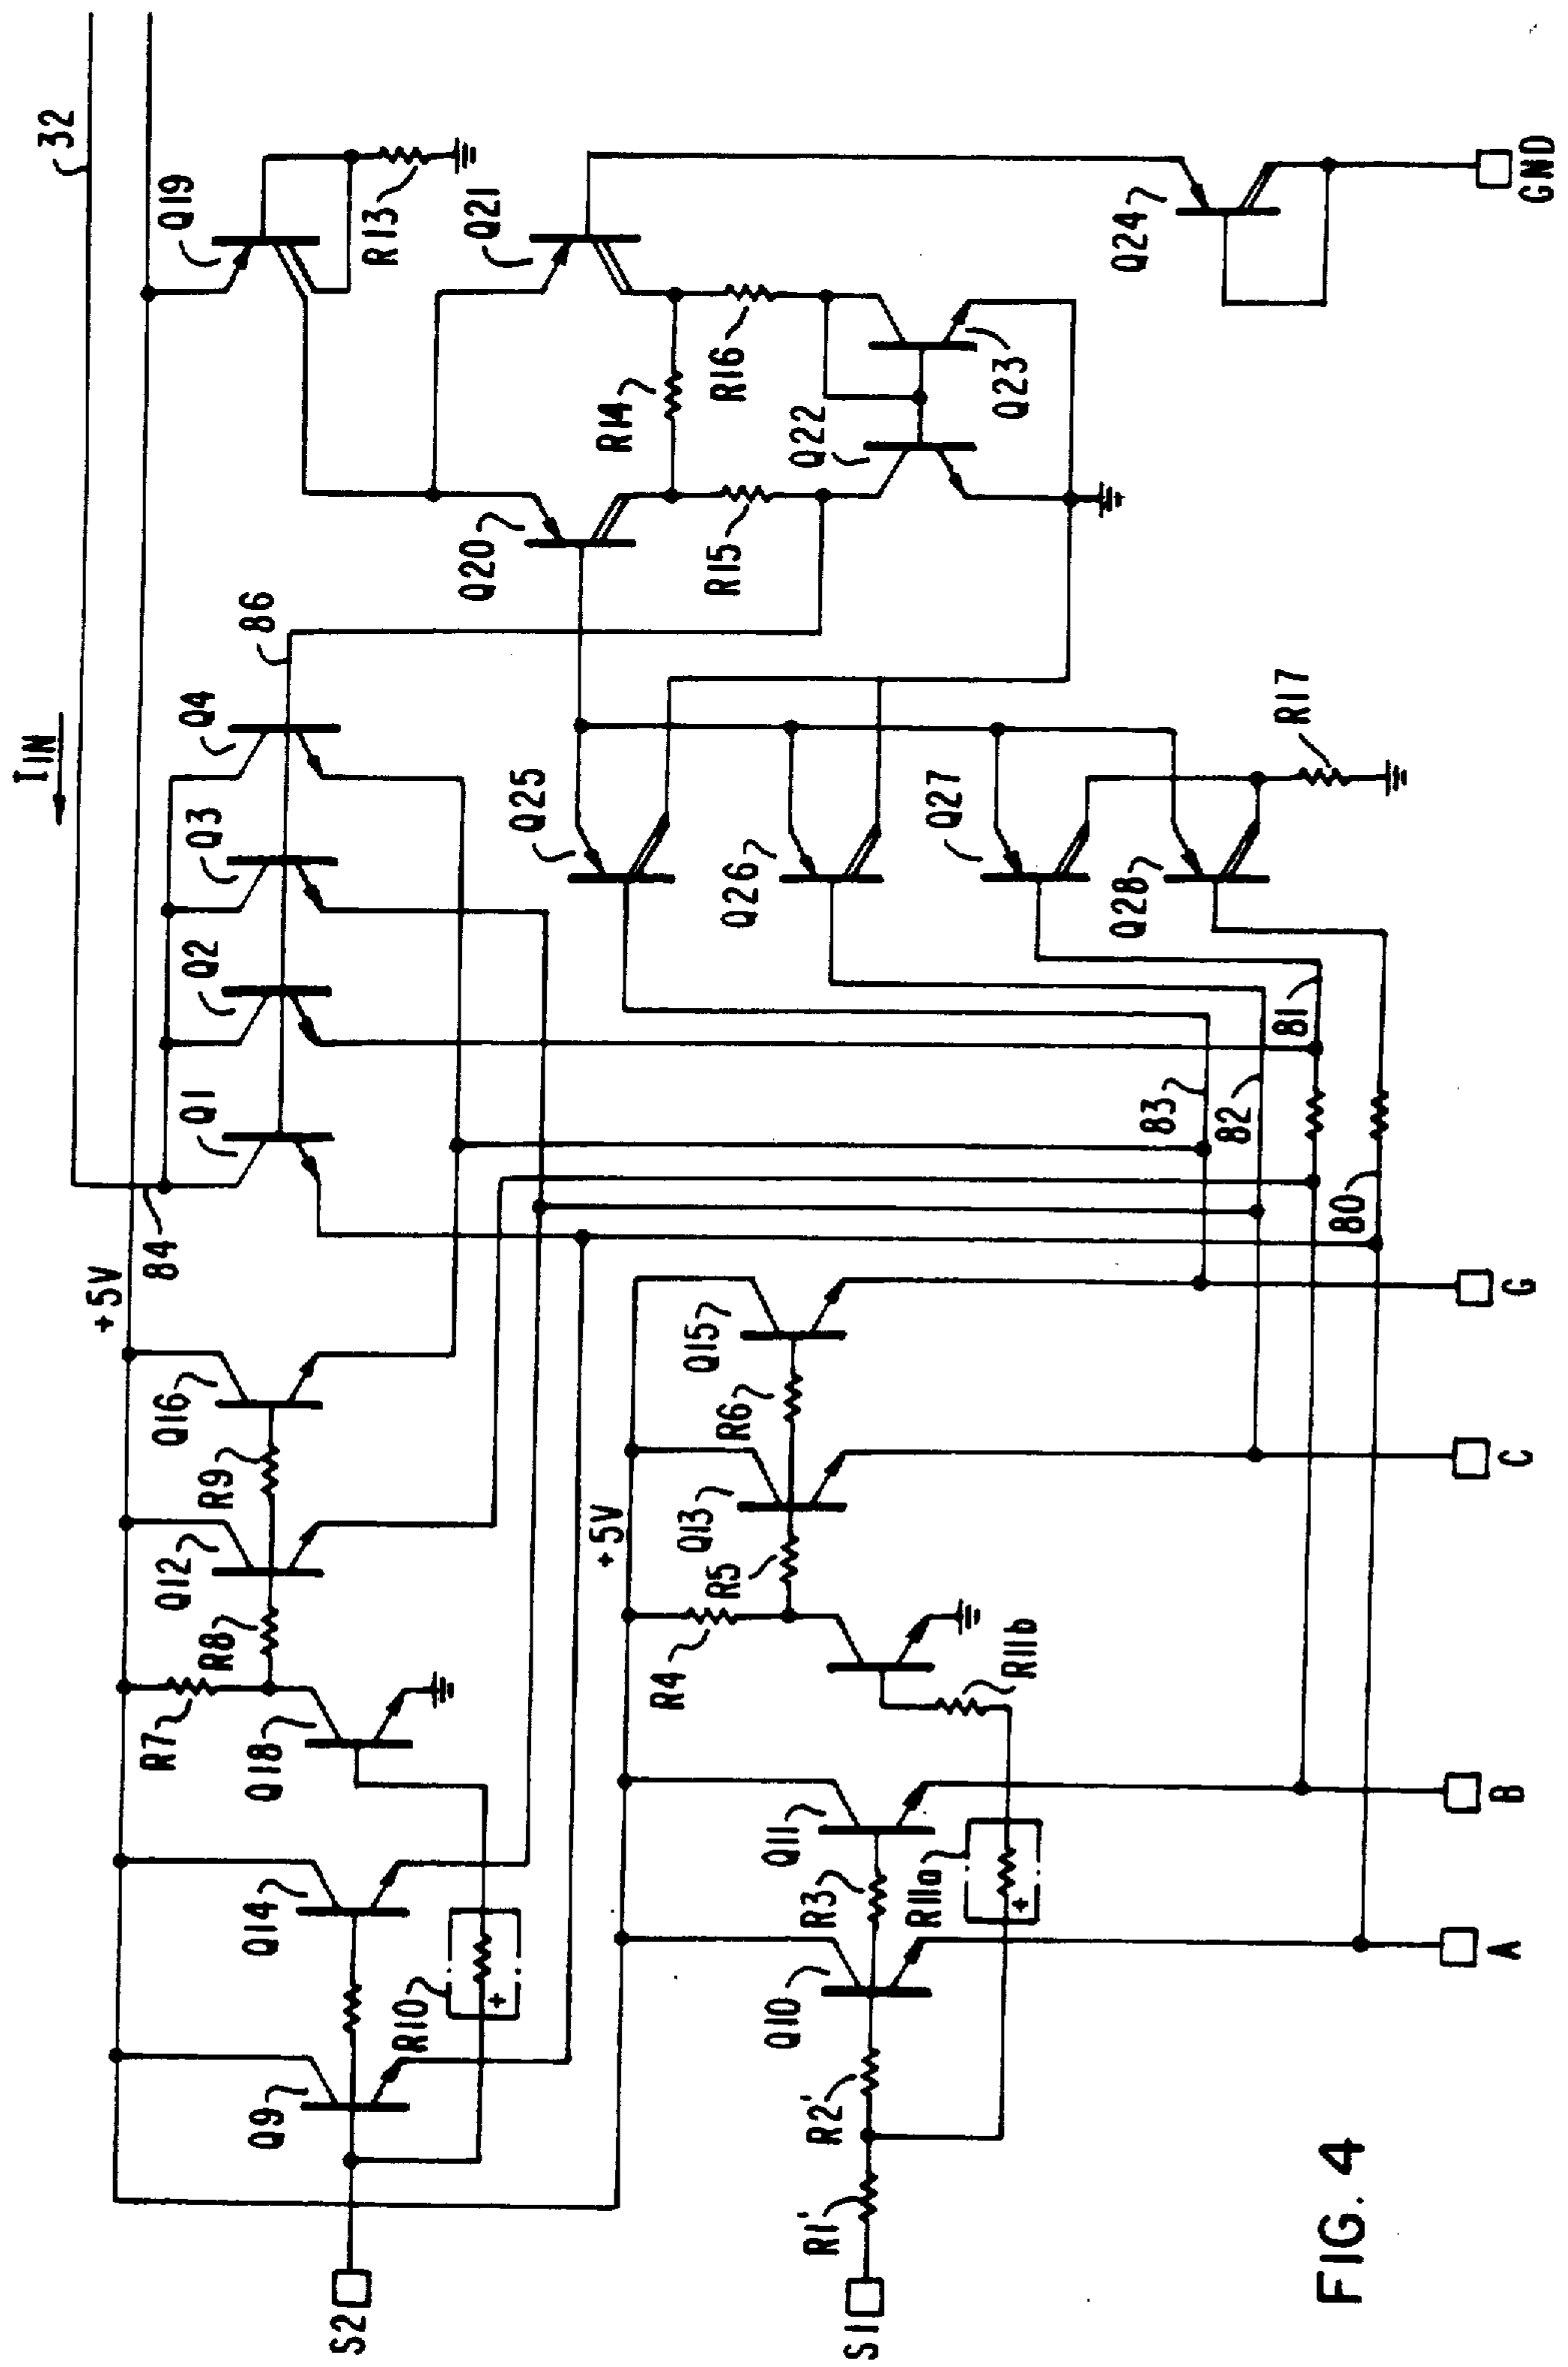 32
I IN
+5V
84
86
Q19
R13
Q21
Q24
GND
R14
R16
Q22
Q23
Q20
R15
Q4
Q3
Q2
Q1
Q25
Q26
Q27
Q28
R17
83
82
81
80
Q16
R9
Q12
R8
R7
Q18
Q14
R10
+
Q9
S2
+5V
Q15
R6
Q13
R5
R4
R11b
Q11
R3
R11a
+
Q10
R2'
R1'
S1
G
C
B
A
FIG. 4